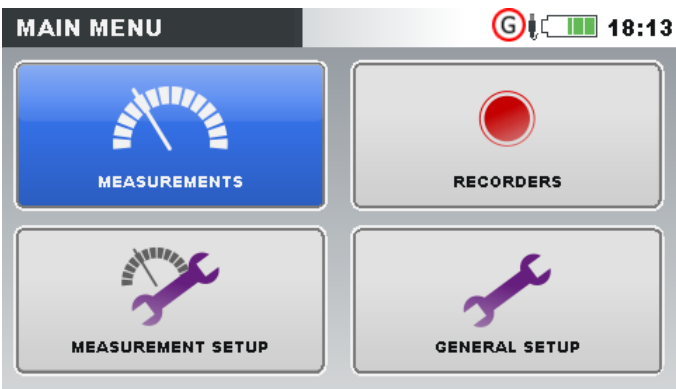 MAIN MENU
G 18:13
MEASUREMENTS
RECORDERS
MEASUREMENT SETUP
GENERAL SETUP